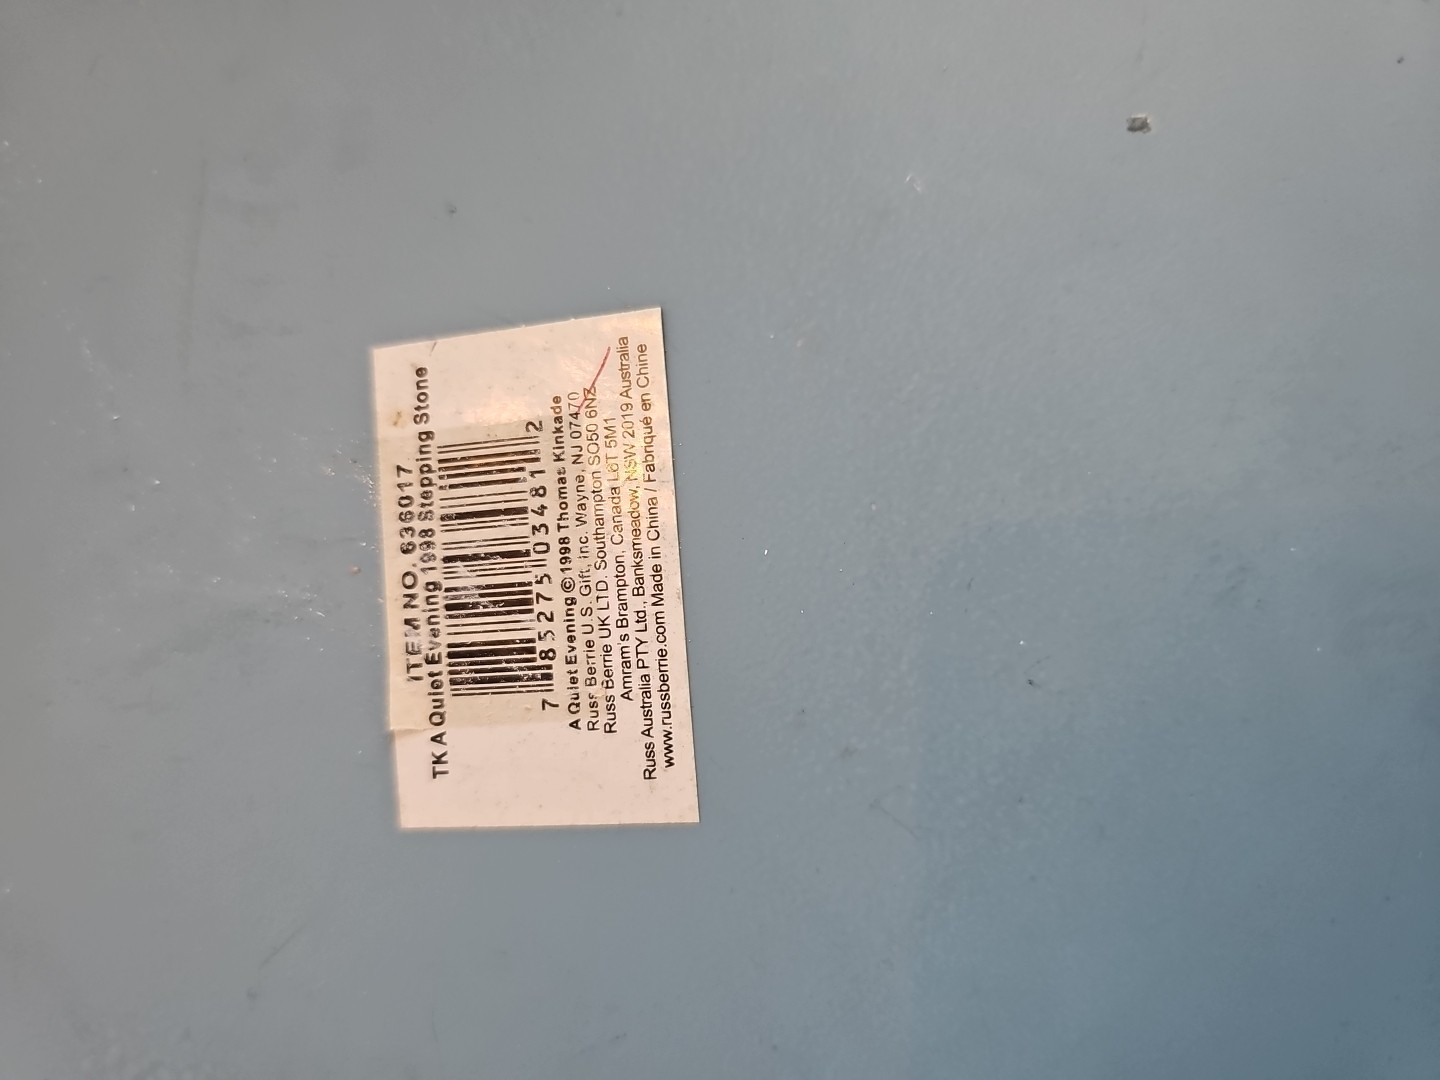 ITEM NO. 636017
TK A Quiet Evening 1998 Stepping Stone
7 85275 03481 2
A Quiet Evening © 1998 Thomas Kinkade
Russ Berrie U.S. Gift, Inc. Wayne, NJ 07470
Russ Berrie UK LTD. Southampton SO50 6NZ
Amram's Brampton, Canada L6T 5M1
Russ Australia PTY Ltd., Banksmeadow, NSW 2019 Australia
www.russberrie.com Made in China / Fabriqué en Chine